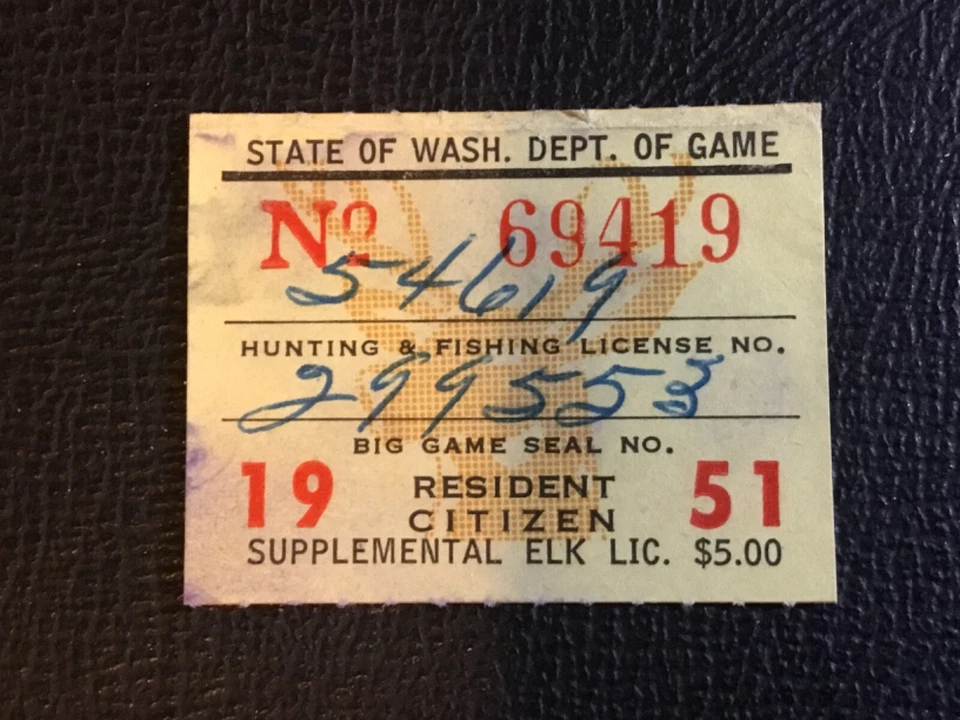 STATE OF WASH. DEPT. OF GAME
No 69419
54619
HUNTING & FISHING LICENSE NO.
299553
BIG GAME SEAL NO.
19 RESIDENT 51
CITIZEN
SUPPLEMENTAL ELK LIC. $5.00